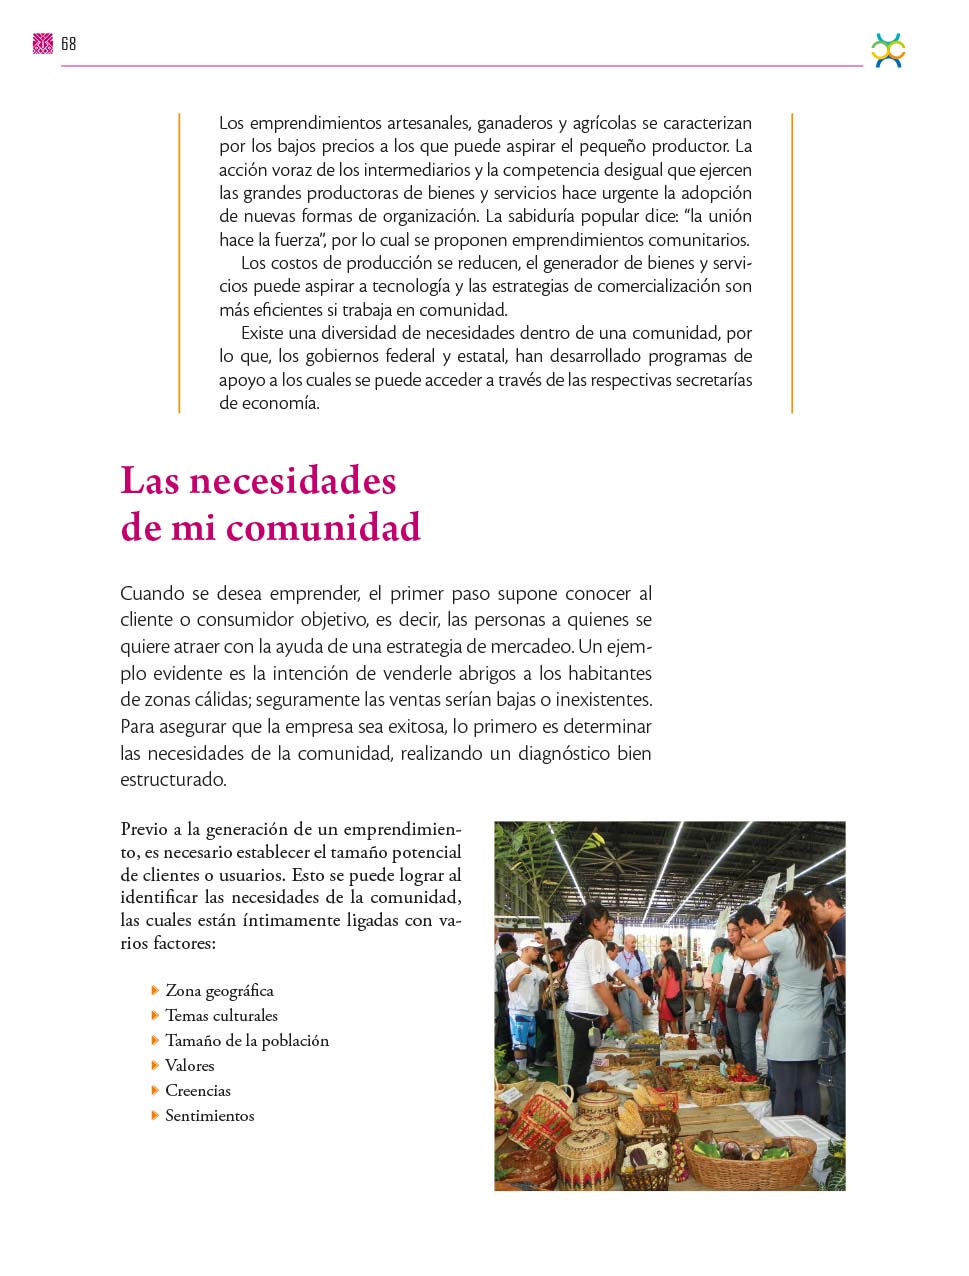 68
Los emprendimientos artesanales, ganaderos y agrícolas se caracterizan
por los bajos precios a los que puede aspirar el pequeño productor. La
acción voraz de los intermediarios y la competencia desigual que ejercen
las grandes productoras de bienes y servicios hace urgente la adopción
de nuevas formas de organización. La sabiduría popular dice: “la unión
hace la fuerza”, por lo cual se proponen emprendimientos comunitarios.
Los costos de producción se reducen, el generador de bienes y servi-
cios puede aspirar a tecnología y las estrategias de comercialización son
más eficientes si trabaja en comunidad.
Existe una diversidad de necesidades dentro de una comunidad, por
lo que, los gobiernos federal y estatal, han desarrollado programas de
apoyo a los cuales se puede acceder a través de las respectivas secretarías
de economía.
Las necesidades
de mi comunidad
Cuando se desea emprender, el primer paso supone conocer al
cliente o consumidor objetivo, es decir, las personas a quienes se
quiere atraer con la ayuda de una estrategia de mercadeo. Un ejem-
plo evidente es la intención de venderle abrigos a los habitantes
de zonas cálidas; seguramente las ventas serían bajas o inexistentes.
Para asegurar que la empresa sea exitosa, lo primero es determinar
las necesidades de la comunidad, realizando un diagnóstico bien
estructurado.
Previo a la generación de un emprendimien-
to, es necesario establecer el tamaño potencial
de clientes o usuarios. Esto se puede lograr al
identificar las necesidades de la comunidad,
las cuales están íntimamente ligadas con va-
rios factores:
Zona geográfica
Temas culturales
Tamaño de la población
Valores
Creencias
Sentimientos